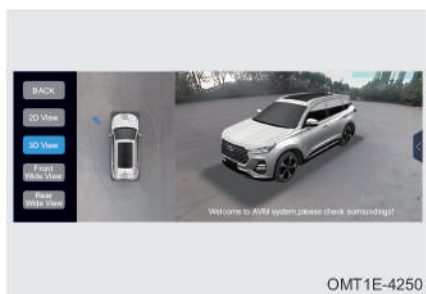 BACK
2D View
3D View
Front
Wide View
Rear
Wide View
Welcome to AVM system,please check surroundings!
OMT1E-4250